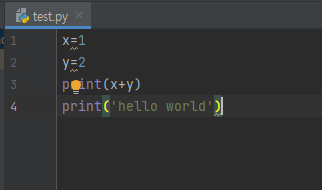 test.py
1 x=1
2 y=2
3 print(x+y)
4 print('hello world')